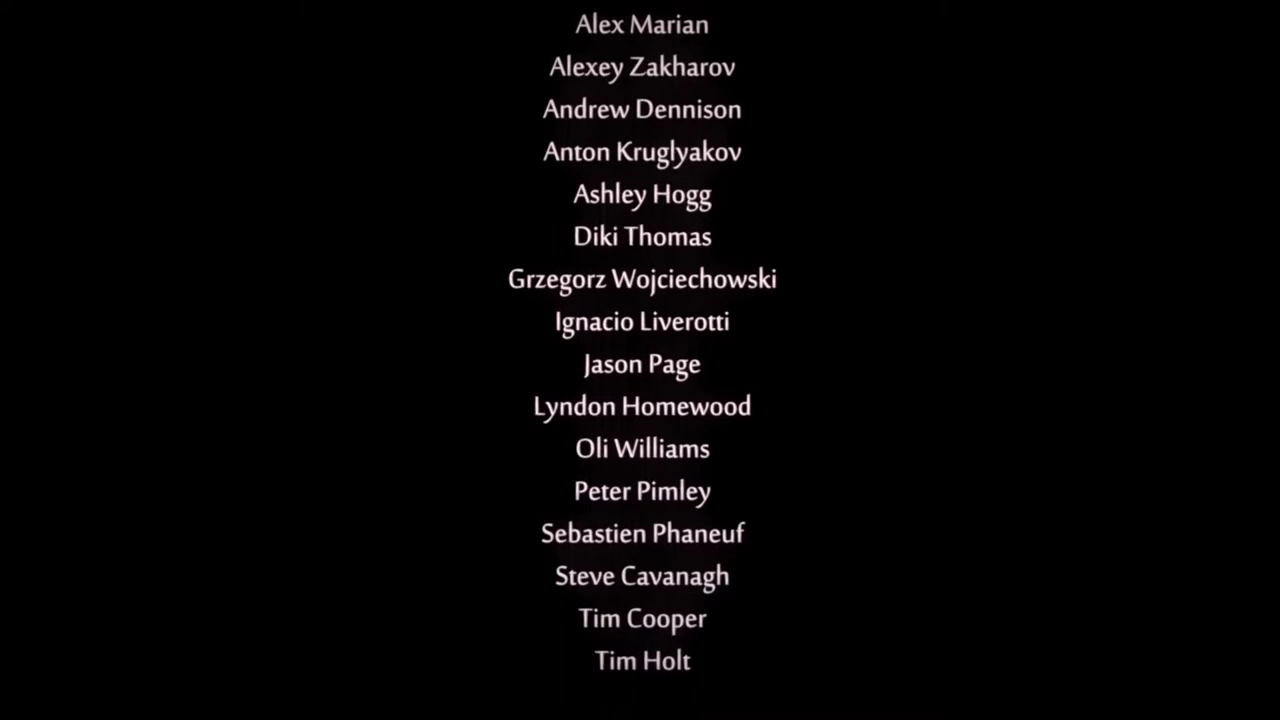 Alex Marian
Alexey Zakharov
Andrew Dennison
Anton Kruglyakov
Ashley Hogg
Diki Thomas
Grzegorz Wojciechowski
Ignacio Liverotti
Jason Page
Lyndon Homewood
Oli Williams
Peter Pimley
Sebastien Phaneuf
Steve Cavanagh
Tim Cooper
Tim Holt